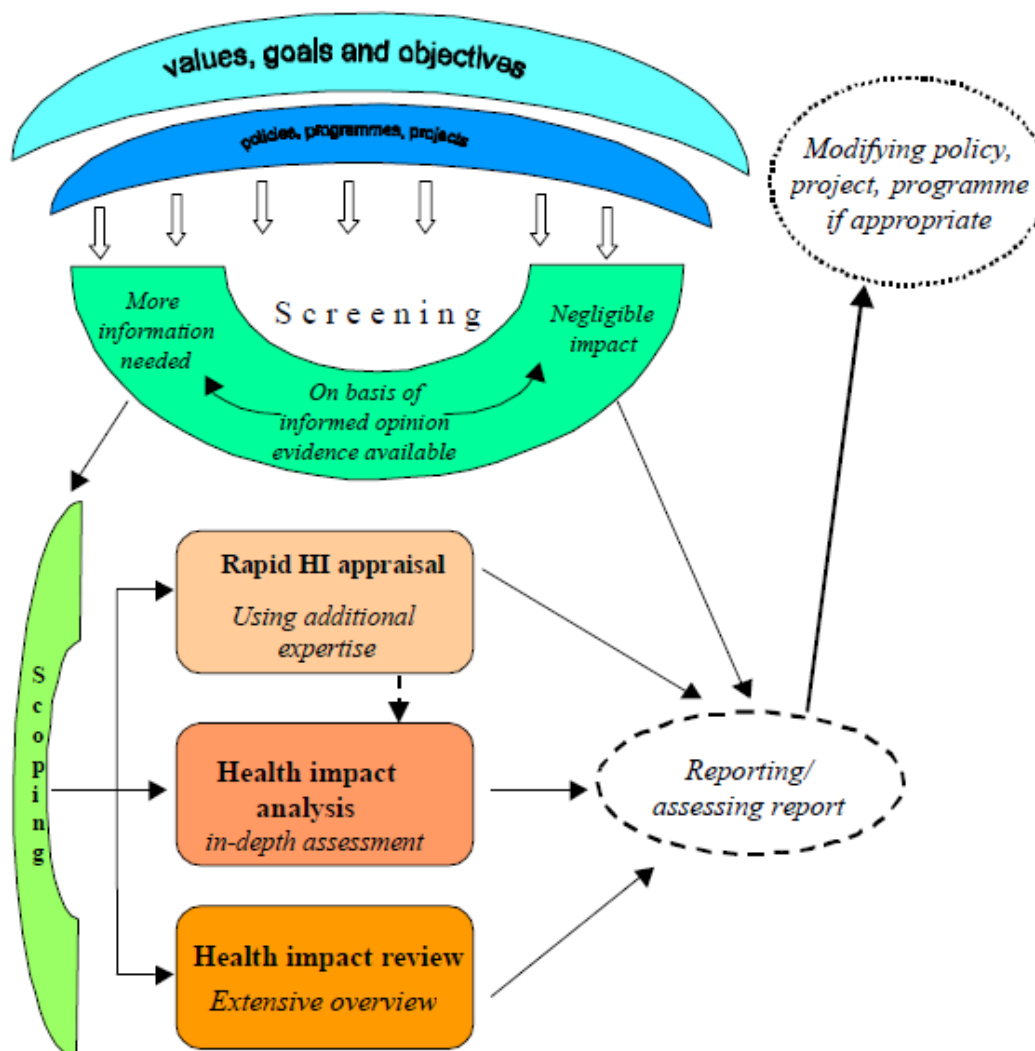 values, goals and objectives
policies, programmes, projects
Modifying policy,
project, programme
if appropriate
More
information
needed
Screening
Negligible
impact
On basis of
informed opinion
evidence available
Scoping
Rapid HI appraisal
Using additional
expertise
Health impact
analysis
in-depth assessment
Health impact review
Extensive overview
Reporting/
assessing report